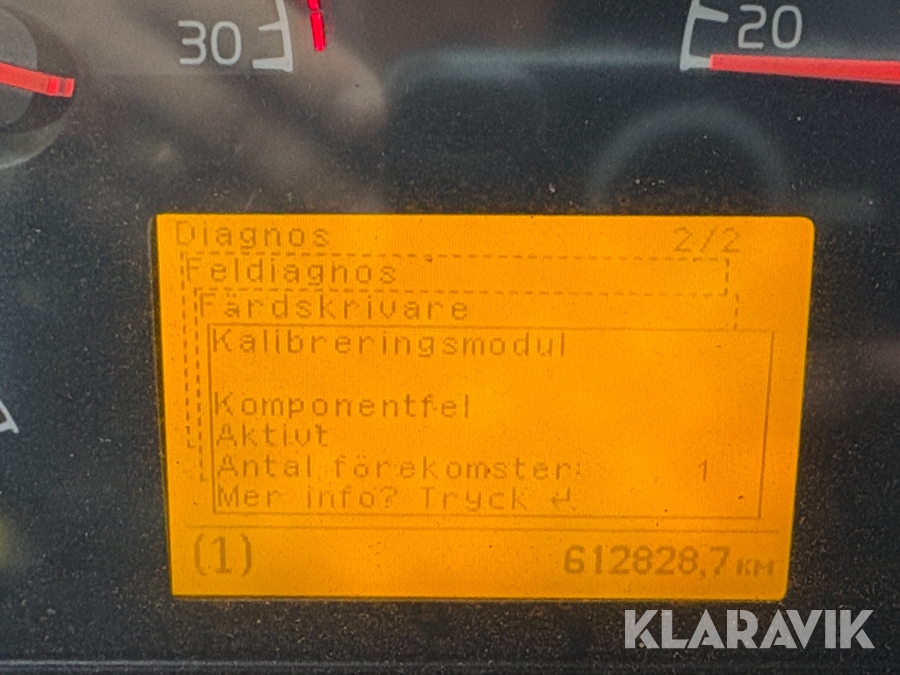 30
20
Diagnos 2/2
Feldiagnos
Färdskrivare
Kalibreringsmodul
Komponentfel
Aktivt
Antal förekomster: 1
Mer info? Tryck ↵
(1) 612828,7 KM
KLARAVIK